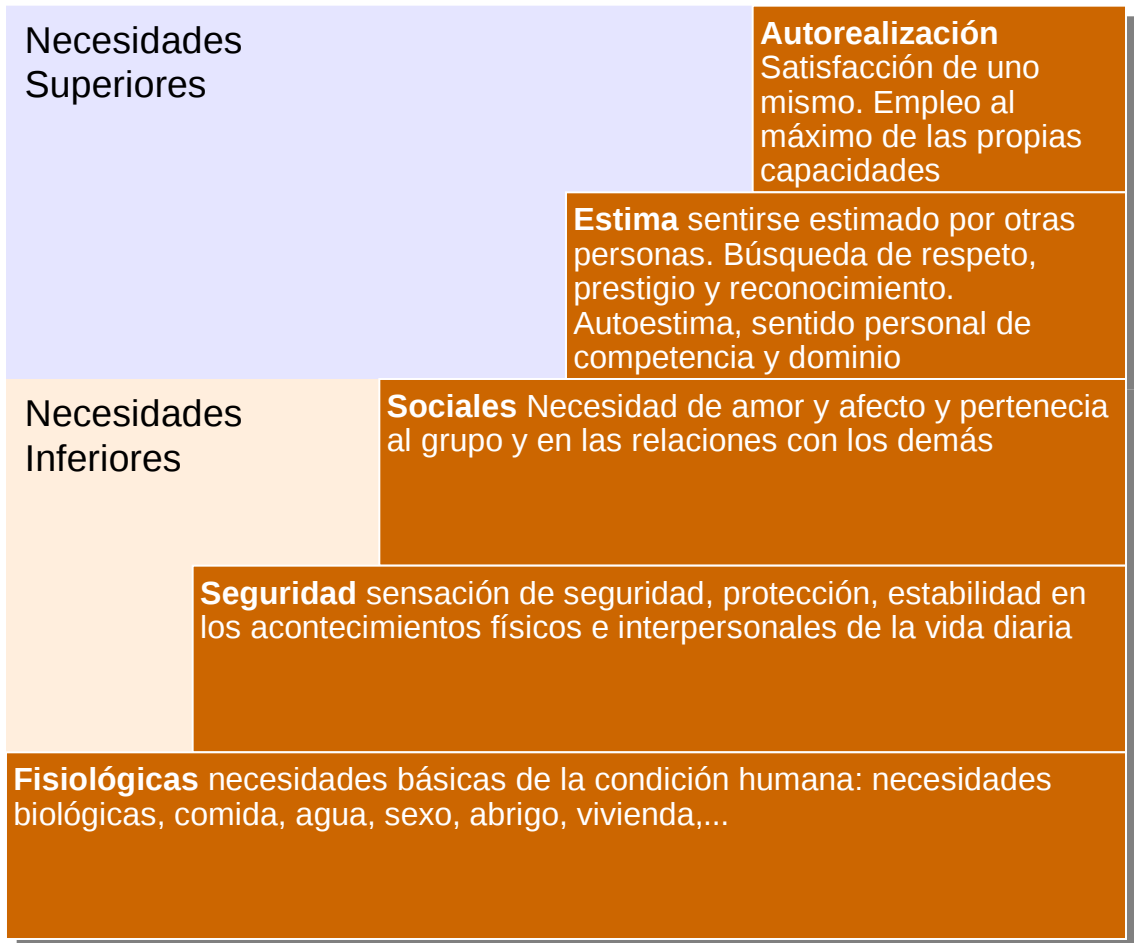 Necesidades
Superiores
Autorealización
Satisfacción de uno
mismo. Empleo al
máximo de las propias
capacidades
Estima sentirse estimado por otras
personas. Búsqueda de respeto,
prestigio y reconocimiento.
Autoestima, sentido personal de
competencia y dominio
Necesidades
Inferiores
Sociales Necesidad de amor y afecto y pertenecia
al grupo y en las relaciones con los demás
Seguridad sensación de seguridad, protección, estabilidad en
los acontecimientos físicos e interpersonales de la vida diaria
Fisiológicas necesidades básicas de la condición humana: necesidades
biológicas, comida, agua, sexo, abrigo, vivienda,...